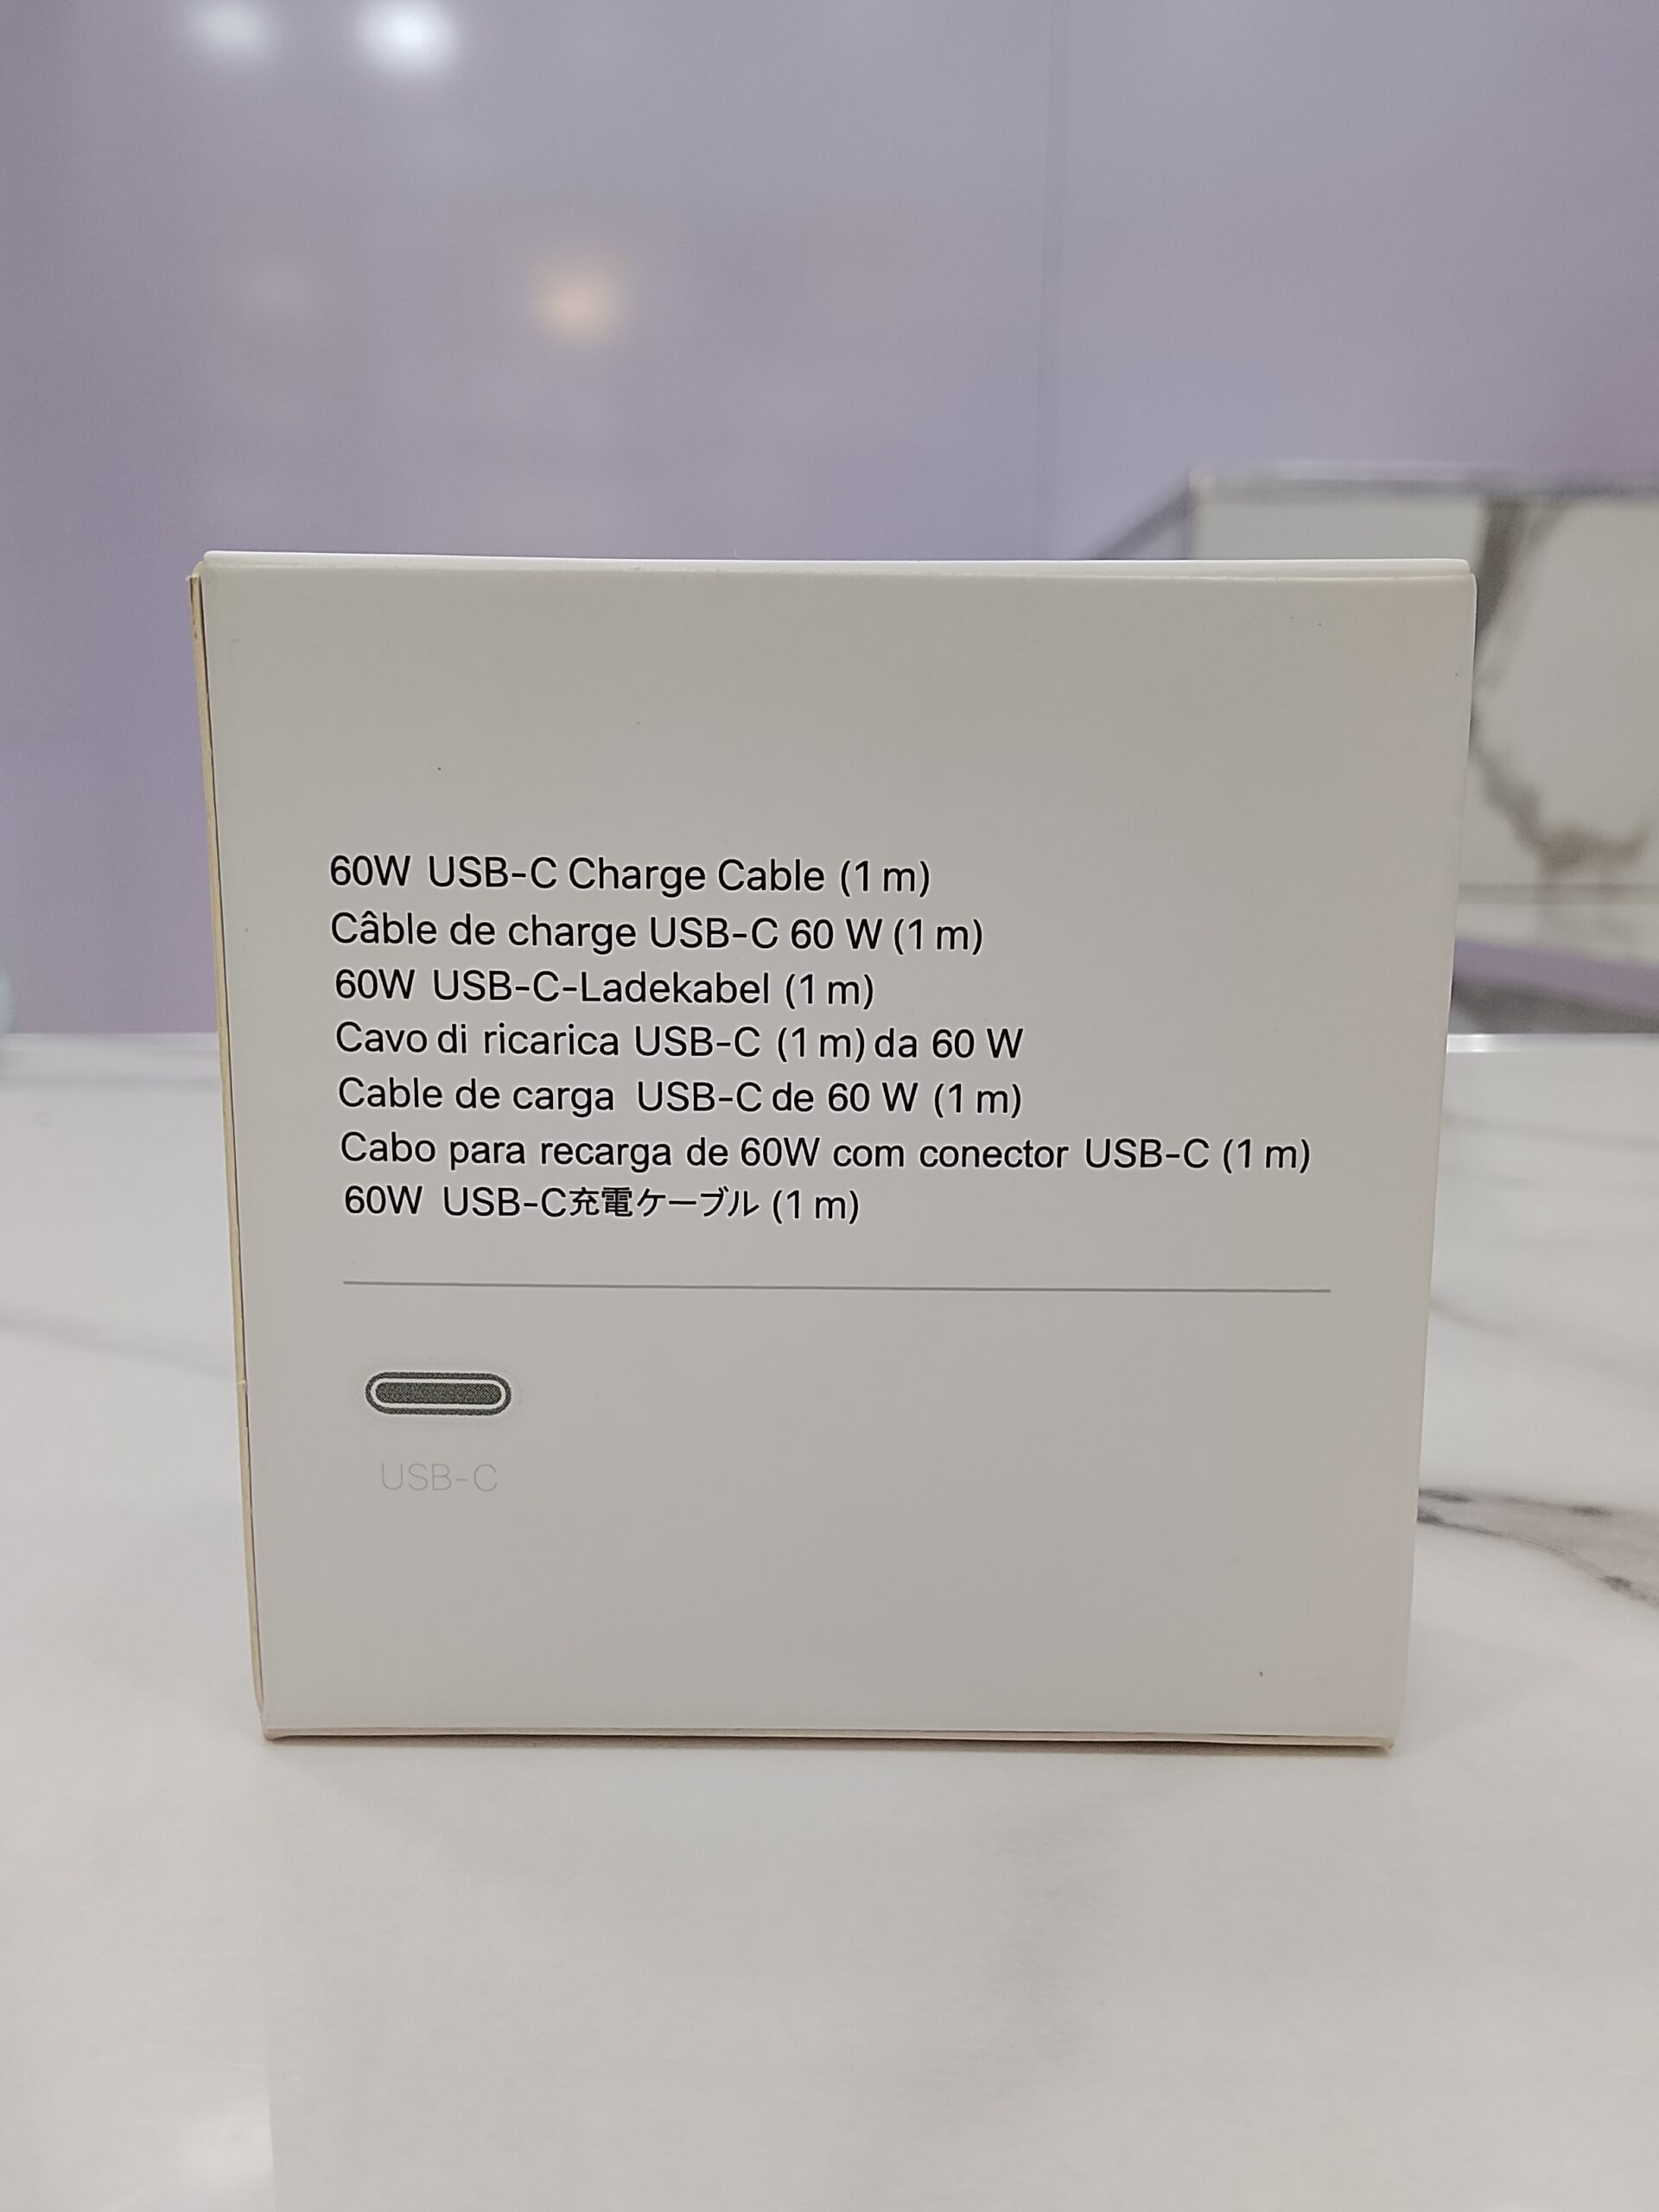 60W USB-C Charge Cable (1 m)
Câble de charge USB-C 60 W (1 m)
60W USB-C-Ladekabel (1 m)
Cavo di ricarica USB-C (1 m) da 60 W
Cable de carga USB-C de 60 W (1 m)
Cabo para recarga de 60W com conector USB-C (1 m)
60W USB-C充電ケーブル (1 m)
USB-C